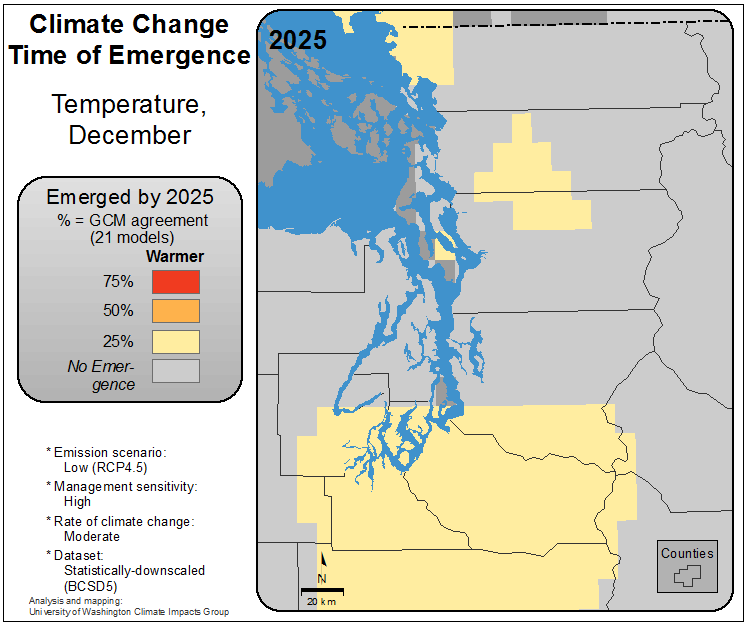 Climate Change
Time of Emergence
Temperature,
December
Emerged by 2025
% = GCM agreement
(21 models)
Warmer
75%
50%
25%
No Emer-
gence
* Emission scenario:
Low (RCP4.5)
* Management sensitivity:
High
* Rate of climate change:
Moderate
* Dataset:
Statistically-downscaled
(BCSD5)
Analysis and mapping:
University of Washington Climate Impacts Group
2025
N
20 km
Counties